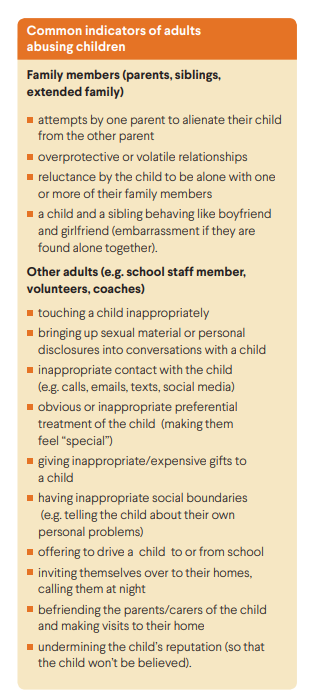 Common indicators of adults
abusing children
Family members (parents, siblings,
extended family)
■ attempts by one parent to alienate their child
from the other parent
■ overprotective or volatile relationships
■ reluctance by the child to be alone with one
or more of their family members
■ a child and a sibling behaving like boyfriend
and girlfriend (embarrassment if they are
found alone together).
Other adults (e.g. school staff member,
volunteers, coaches)
■ touching a child inappropriately
■ bringing up sexual material or personal
disclosures into conversations with a child
■ inappropriate contact with the child
(e.g. calls, emails, texts, social media)
■ obvious or inappropriate preferential
treatment of the child (making them
feel “special”)
■ giving inappropriate/expensive gifts to
a child
■ having inappropriate social boundaries
(e.g. telling the child about their own
personal problems)
■ offering to drive a child to or from school
■ inviting themselves over to their homes,
calling them at night
■ befriending the parents/carers of the child
and making visits to their home
■ undermining the child’s reputation (so that
the child won’t be believed).